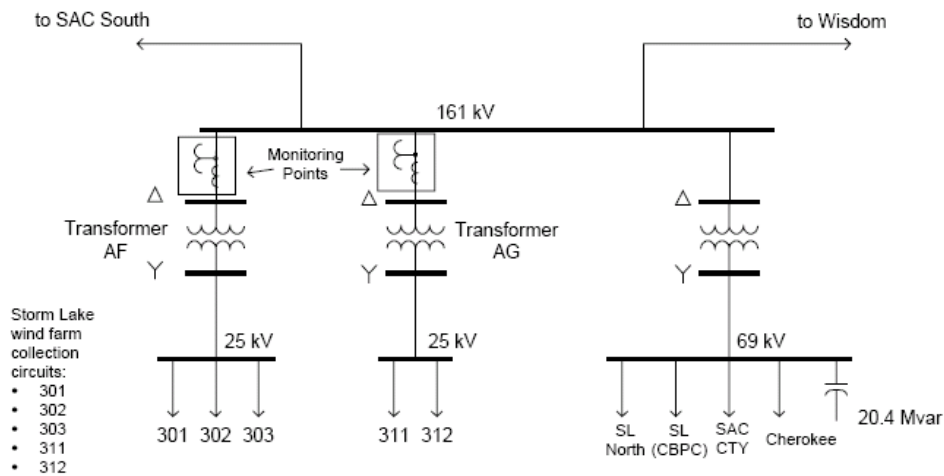 to SAC South
to Wisdom
161 kV
Monitoring
Points
Δ
Δ
Δ
Transformer
AF
Transformer
AG
Y
Y
Y
Storm Lake
wind farm
collection
circuits:
• 301
• 302
• 303
• 311
• 312
25 kV
25 kV
69 kV
301 302 303
311 312
SL
North
SL
(CBPC)
SAC
CTY
Cherokee
20.4 Mvar